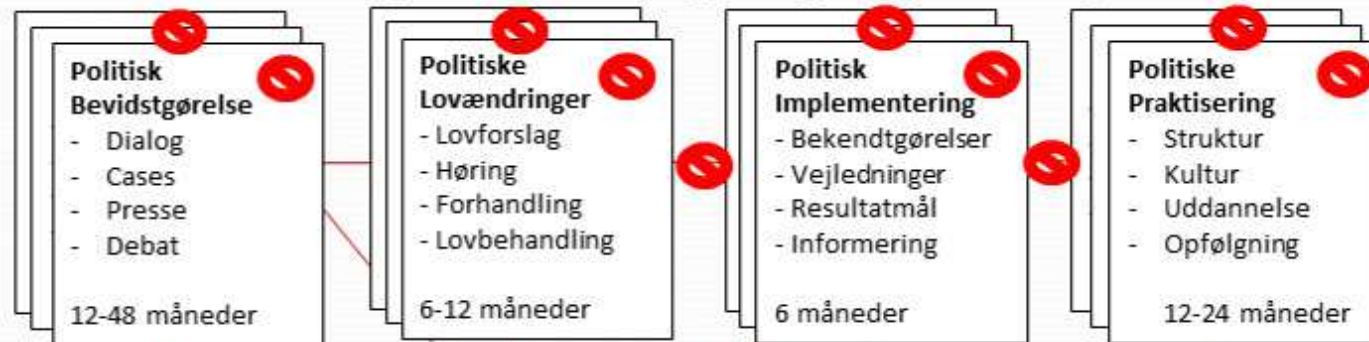 Politisk
Bevidstgørelse
- Dialog
- Cases
- Presse
- Debat
12-48 måneder
Politiske
Lovændringer
- Lovforslag
- Høring
- Forhandling
- Lovbehandling
6-12 måneder
Politisk
Implementering
- Bekendtgørelser
- Vejledninger
- Resultatmål
- Informering
6 måneder
Politiske
Praktisering
- Struktur
- Kultur
- Uddannelse
- Opfølgning
12-24 måneder